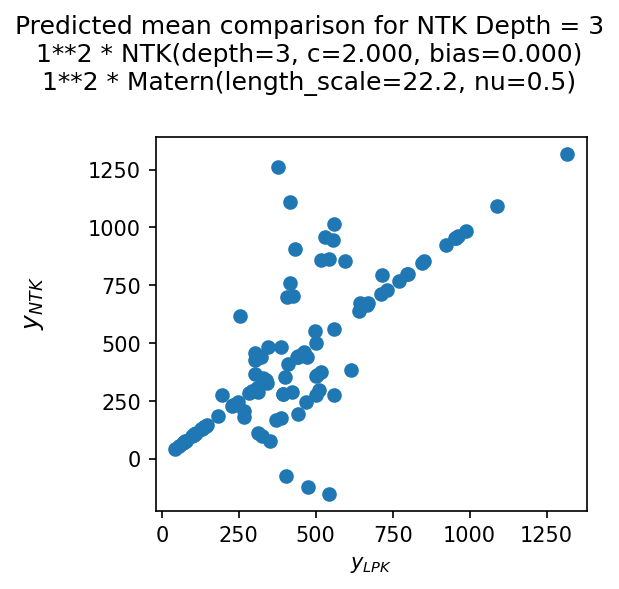 Predicted mean comparison for NTK Depth = 3
1**2 * NTK(depth=3, c=2.000, bias=0.000)
1**2 * Matern(length_scale=22.2, nu=0.5)
1250
1000
750
500
250
0
y_NTK
0 250 500 750 1000 1250
y_LPK